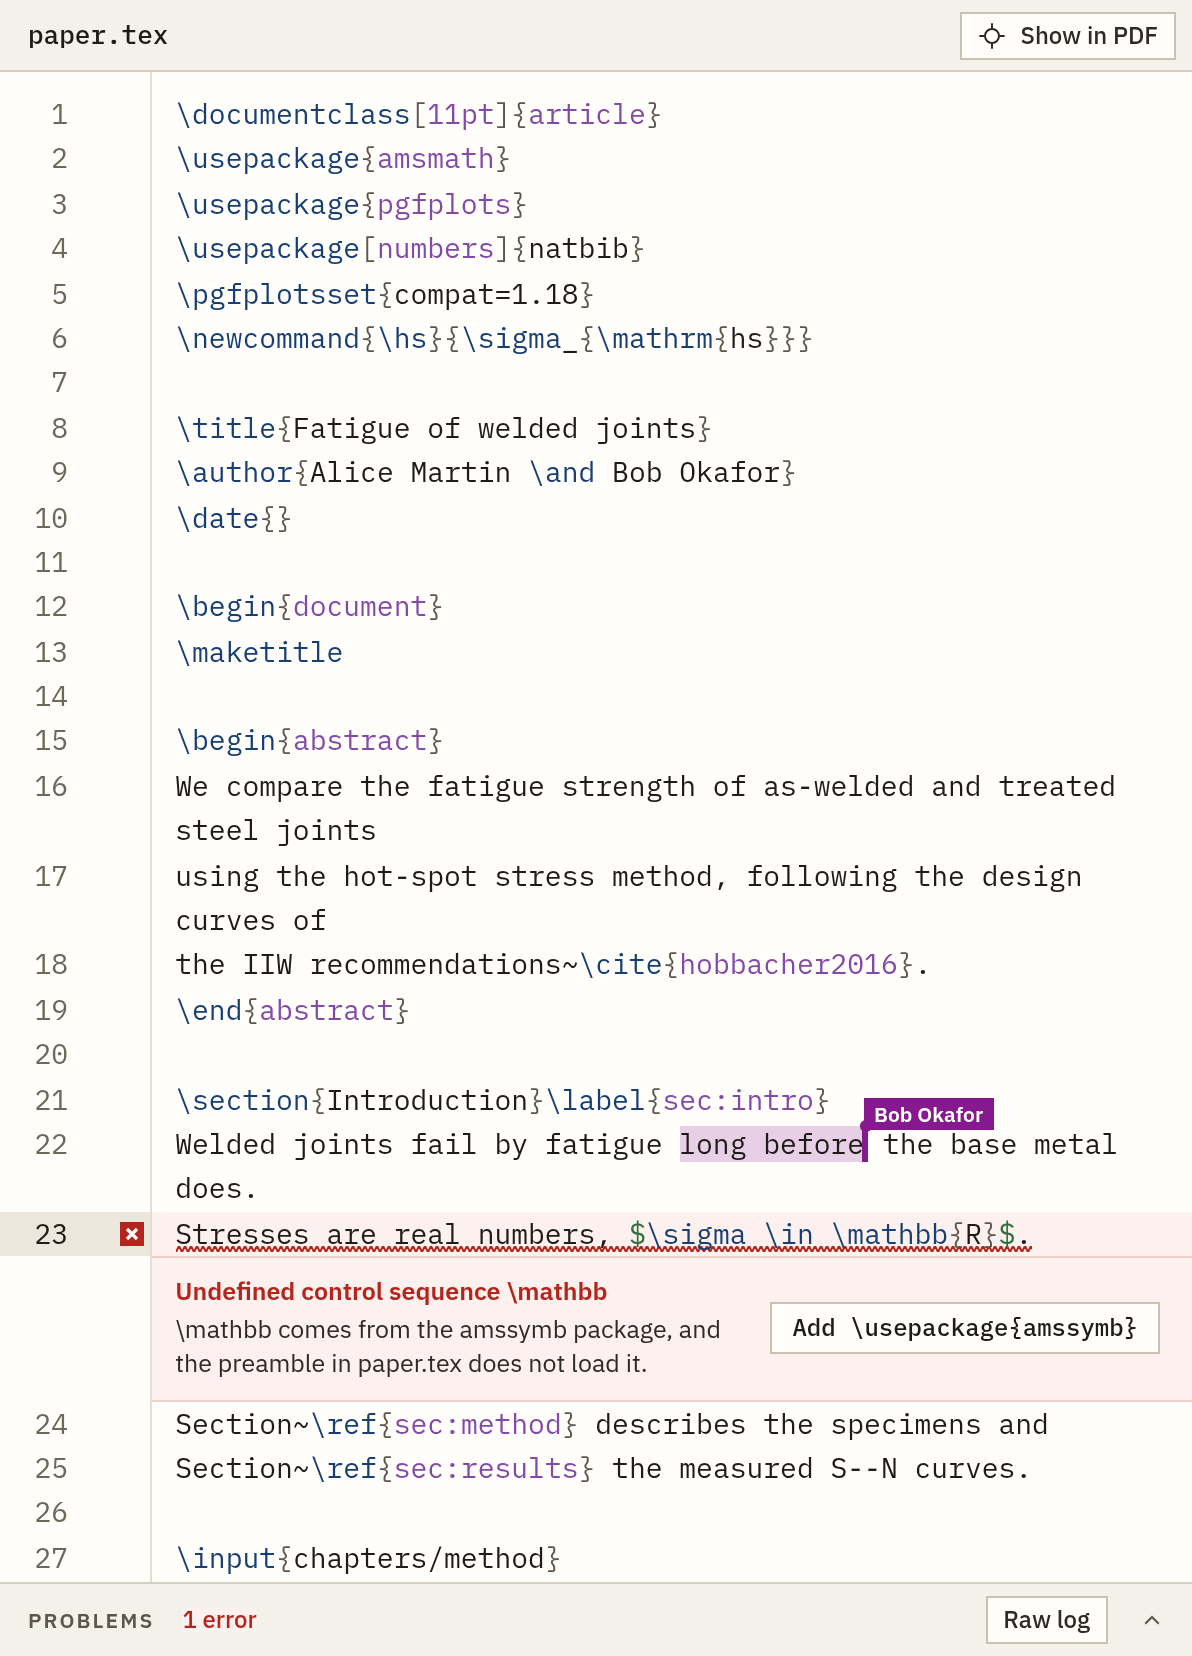 paper.tex
Show in PDF
1 \documentclass[11pt]{article}
2 \usepackage{amsmath}
3 \usepackage{pgfplots}
4 \usepackage[numbers]{natbib}
5 \pgfplotsset{compat=1.18}
6 \newcommand{\hs}{\sigma_{\mathrm{hs}}}
7
8 \title{Fatigue of welded joints}
9 \author{Alice Martin \and Bob Okafor}
10 \date{}
11
12 \begin{document}
13 \maketitle
14
15 \begin{abstract}
16 We compare the fatigue strength of as-welded and treated
steel joints
17 using the hot-spot stress method, following the design
curves of
18 the IIW recommendations~\cite{hobbacher2016}.
19 \end{abstract}
20
21 \section{Introduction}\label{sec:intro}
Bob Okafor
22 Welded joints fail by fatigue long before the base metal
does.
23 Stresses are real numbers, $\sigma \in \mathbb{R}$.
Undefined control sequence \mathbb
\mathbb comes from the amssymb package, and
the preamble in paper.tex does not load it.
Add \usepackage{amssymb}
24 Section~\ref{sec:method} describes the specimens and
25 Section~\ref{sec:results} the measured S--N curves.
26
27 \input{chapters/method}
PROBLEMS 1 error
Raw log